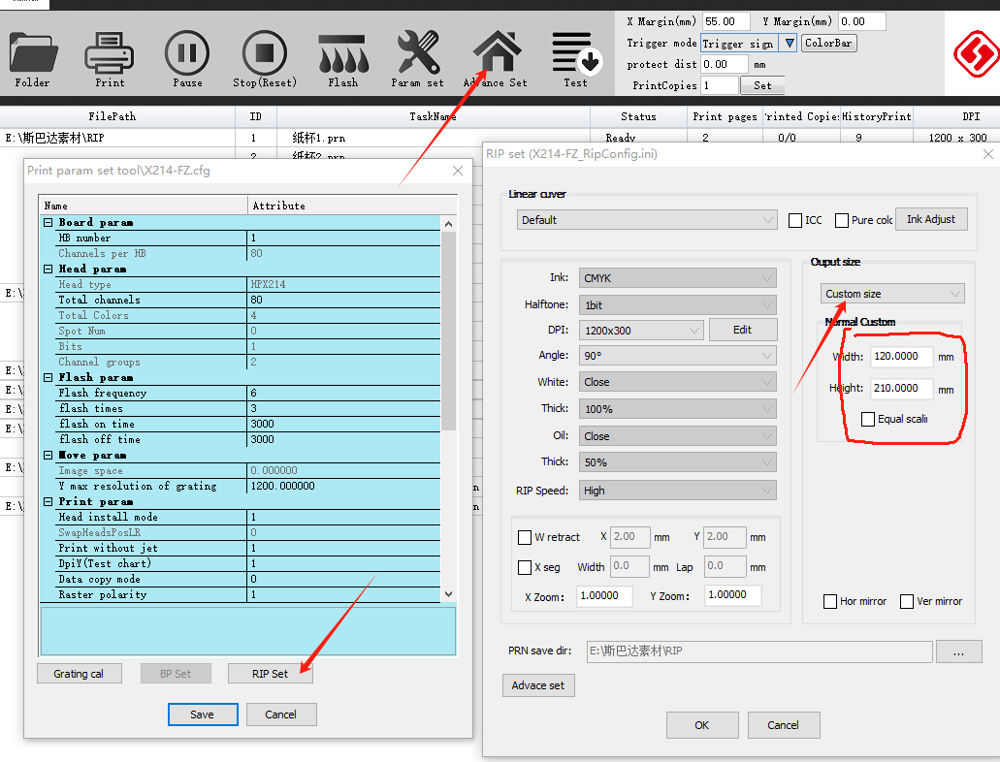 X Margin(mm) 55.00 Y Margin(mm) 0.00
Trigger mode Trigger sign ColorBar
protect dist 0.00 mm
PrintCopies 1 Set
Folder Print Pause Stop(Reset) Flash Param set Advance Set Test
FilePath ID TaskName Status Print pages Printed Copie: HistoryPrint DPI
E:\斯巴达素材\RIP 1 纸杯1.prn Ready 2 0/0 9 1200 x 300
2 纸杯2.prn
Print param set tool\X214-FZ.cfg
Name Attribute
Board param
HB number 1
Channels per HB 80
Head param
Head type HPX214
Total channels 80
Total Colors 4
Spot Num 0
Bits 1
Channel groups 2
Flash param
Flash frequency 6
flash times 3
flash on time 3000
flash off time 3000
Move param
Image space 0.000000
Y max resolution of grating 1200.000000
Print param
Head install mode 1
SwapHeadsPosLR 0
Print without jet 1
DpiY(Test chart) 1
Data copy mode 0
Raster polarity 1
Grating cal BP Set RIP Set
Save Cancel
E:\
E:\
E:\
E:\
E:\
E:\
E:\
RIP set (X214-FZ_RipConfig.ini)
Linear cuver
Default ICC Pure colo Ink Adjust
Ink: CMYK
Halftone: 1bit
DPI: 1200x300 Edit
Angle: 90°
White: Close
Thick: 100%
Oil: Close
Thick: 50%
RIP Speed: High
W retract X 2.00 mm Y 2.00 mm
X seg Width 0.0 mm Lap 0.0 mm
X Zoom: 1.00000 Y Zoom: 1.00000
Ouput size
Custom size
Normal Custom
Width: 120.0000 mm
Height: 210.0000 mm
Equal scalin
Hor mirror Ver mirror
PRN save dir: E:\斯巴达素材\RIP ...
Advace set
OK Cancel